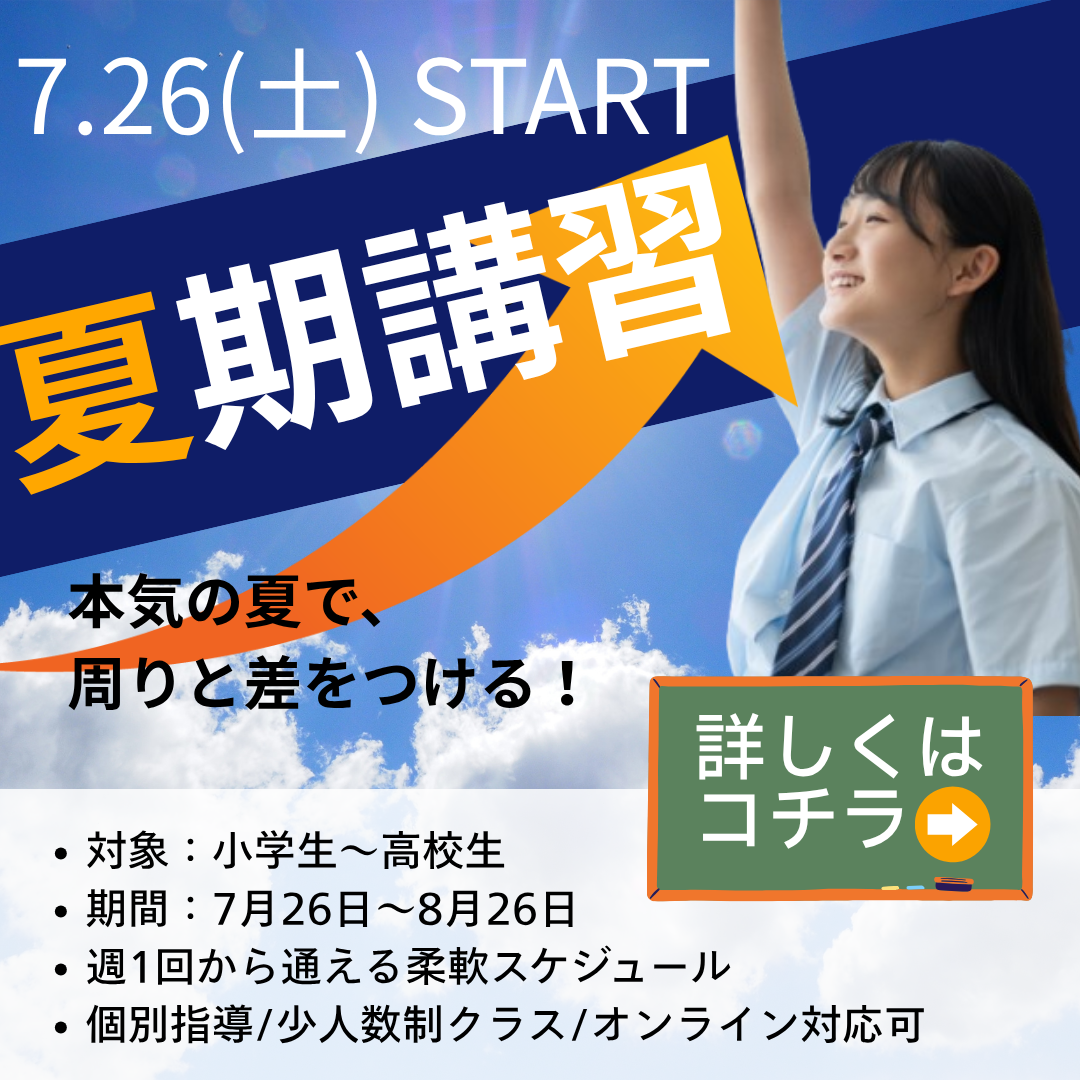 7.26(土) START
夏期講習
本気の夏で、
周りと差をつける！
詳しくは
コチラ
・対象：小学生～高校生
・期間：7月26日～8月26日
・週1回から通える柔軟スケジュール
・個別指導/少人数制クラス/オンライン対応可